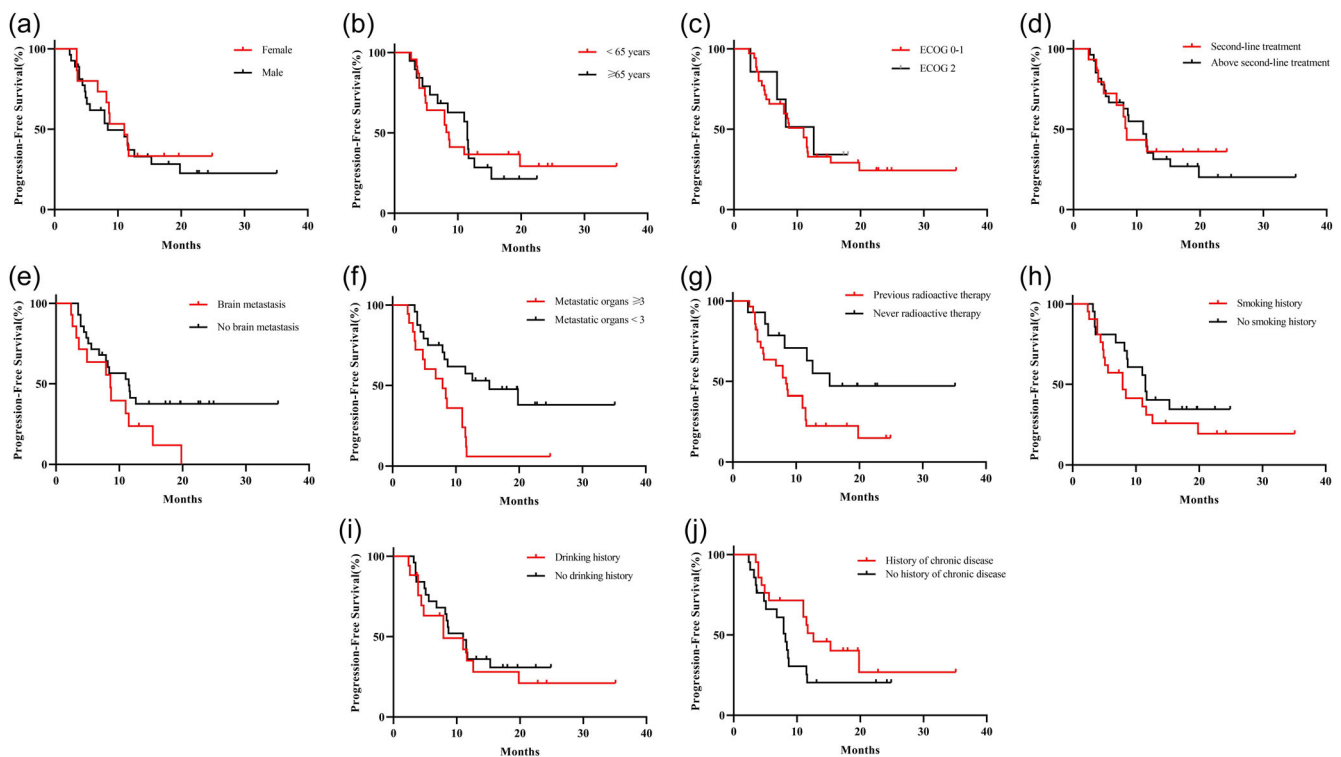 (a)
Progression-Free Survival(%)
100
50
0
0 10 20 30 40
Months
Female
Male
(b)
Progression-Free Survival(%)
100
50
0
0 10 20 30 40
Months
< 65 years
⩾65 years
(c)
Progression-Free Survival(%)
100
50
0
0 10 20 30 40
Months
ECOG 0-1
ECOG 2
(d)
Progression-Free Survival(%)
100
50
0
0 10 20 30 40
Months
Second-line treatment
Above second-line treatment
(e)
Progression-Free Survival(%)
100
50
0
0 10 20 30 40
Months
Brain metastasis
No brain metastasis
(f)
Progression-Free Survival(%)
100
50
0
0 10 20 30 40
Months
Metastatic organs ⩾3
Metastatic organs < 3
(g)
Progression-Free Survival(%)
100
50
0
0 10 20 30 40
Months
Previous radioactive therapy
Never radioactive therapy
(h)
Progression-Free Survival(%)
100
50
0
0 10 20 30 40
Months
Smoking history
No smoking history
(i)
Progression-Free Survival(%)
100
50
0
0 10 20 30 40
Months
Drinking history
No drinking history
(j)
Progression-Free Survival(%)
100
50
0
0 10 20 30 40
Months
History of chronic disease
No history of chronic disease